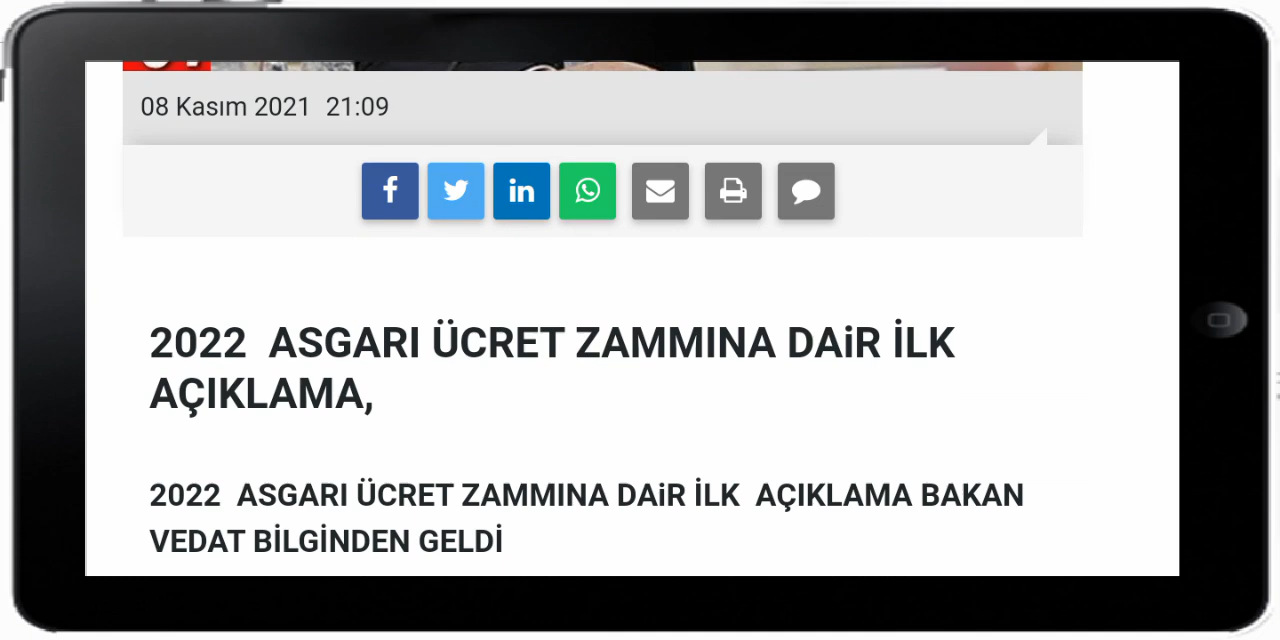 08 Kasım 2021 21:09
2022 ASGARI ÜCRET ZAMMINA DAiR İLK
AÇIKLAMA,
2022 ASGARI ÜCRET ZAMMINA DAiR İLK AÇIKLAMA BAKAN
VEDAT BİLGİNDEN GELDİ